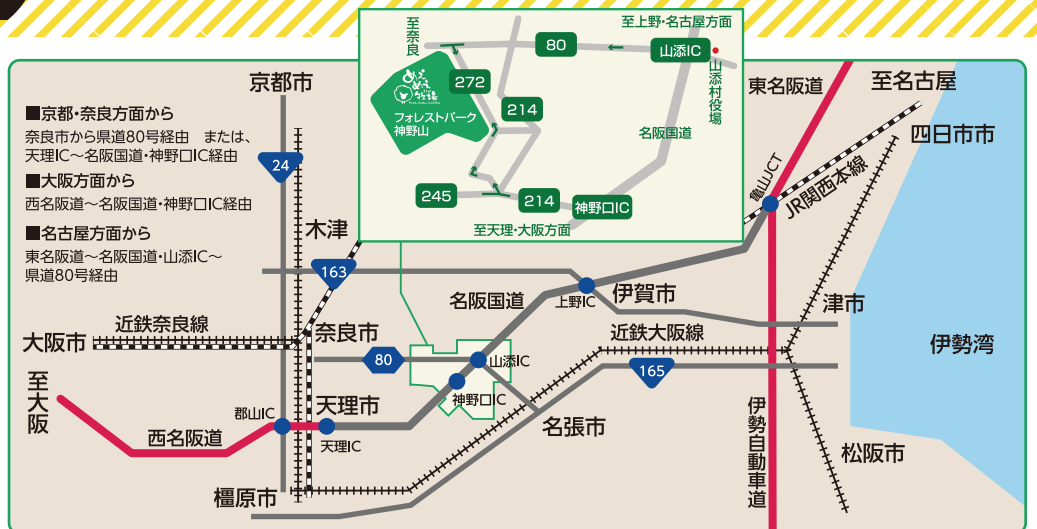 ■京都・奈良方面から
奈良市から県道80号経由　または、
天理IC〜名阪国道・神野口IC経由
■大阪方面から
西名阪道〜名阪国道・神野口IC経由
■名古屋方面から
東名阪道〜名阪国道・山添IC〜
県道80号経由
至奈良
至上野・名古屋方面
80
山添IC
山添村役場
272
めえめえ牧場
フォレストパーク
神野山
214
名阪国道
245
214
神野口IC
至天理・大阪方面
京都市
24
木津
163
東名阪道
至名古屋
四日市市
亀山JCT
JR関西本線
名阪国道
上野IC
伊賀市
津市
伊勢湾
近鉄奈良線
大阪市
奈良市
80
山添IC
近鉄大阪線
165
神野口IC
名張市
至大阪
西名阪道
郡山IC
天理市
天理IC
橿原市
伊勢自動車道
松阪市